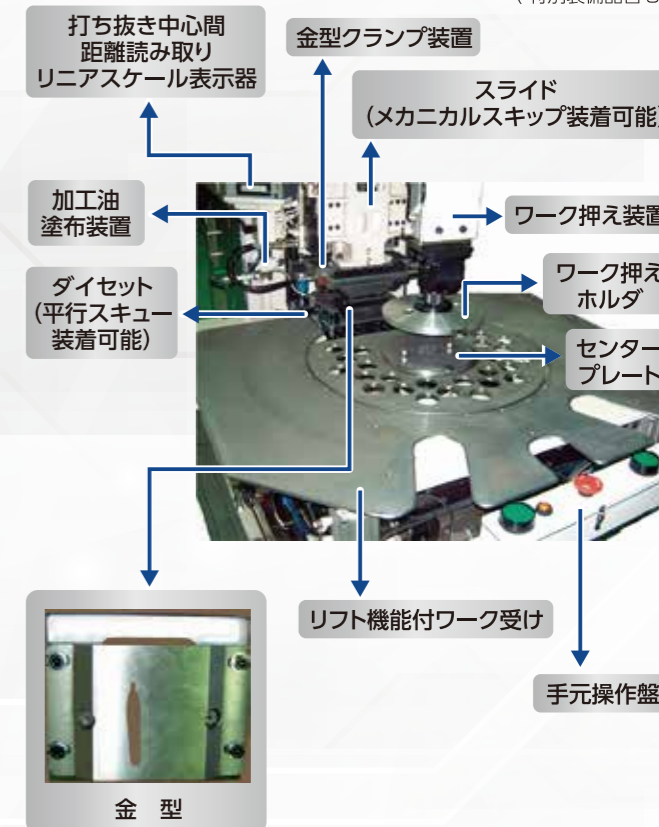 打ち抜き中心間
距離読み取り
リニアスケール表示器
金型クランプ装置
スライド
(メカニカルスキップ装着可能)
加工油
塗布装置
ワーク押え装置
ダイセット
(平行スキュー
装着可能)
ワーク押え
ホルダ
センター
プレート
リフト機能付ワーク受け
手元操作盤
金 型